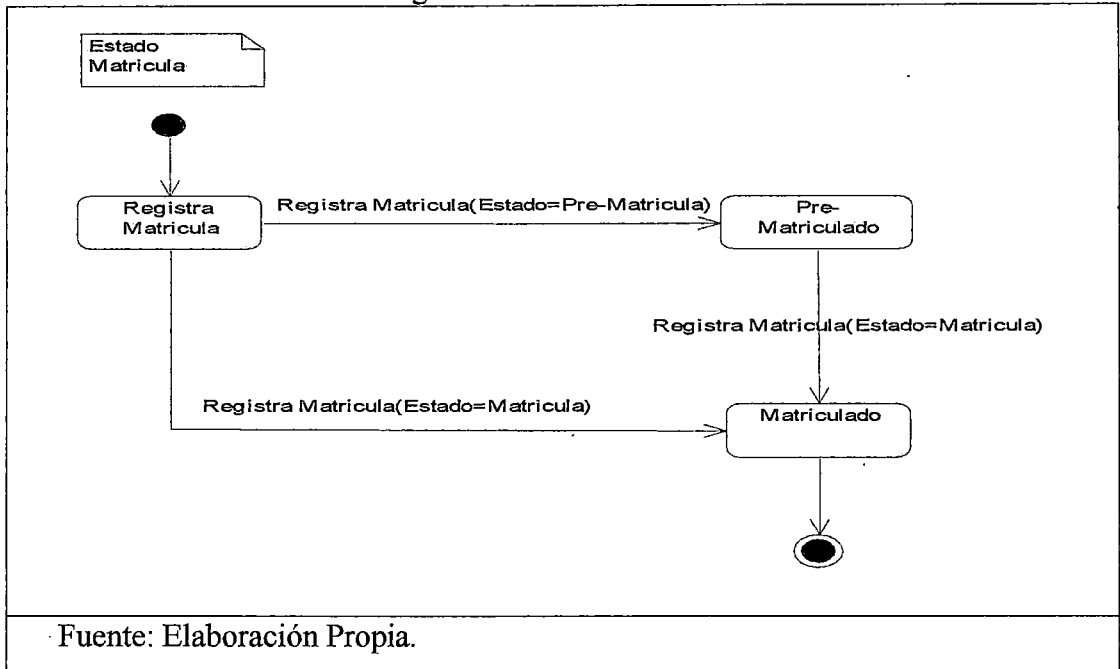 Estado
Matricula
Registra
Matricula
Registra Matricula(Estado=Pre-Matricula)
Pre-
Matriculado
Registra Matricula(Estado=Matricula)
Registra Matricula(Estado=Matricula)
Matriculado
Fuente: Elaboración Propia.